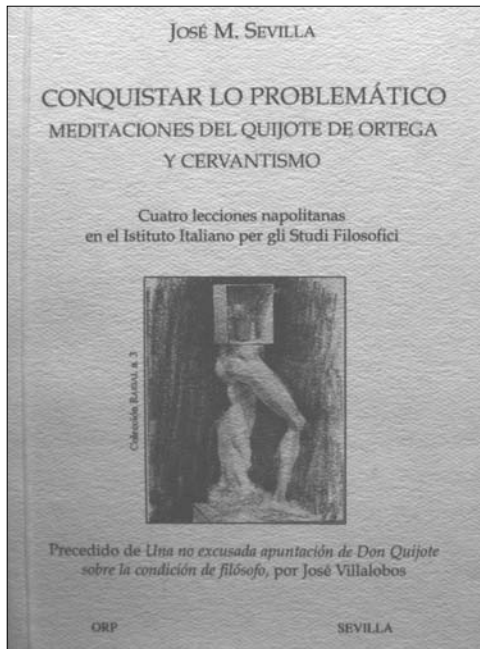 JOSÉ M. SEVILLA
CONQUISTAR LO PROBLEMÁTICO
MEDITACIONES DEL QUIJOTE DE ORTEGA
Y CERVANTISMO
Cuatro lecciones napolitanas
en el Istituto Italiano per gli Studi Filosofici
Colección RAIGAL n. 3
Precedido de Una no excusada apuntación de Don Quijote
sobre la condición de filósofo, por José Villalobos
ORP SEVILLA